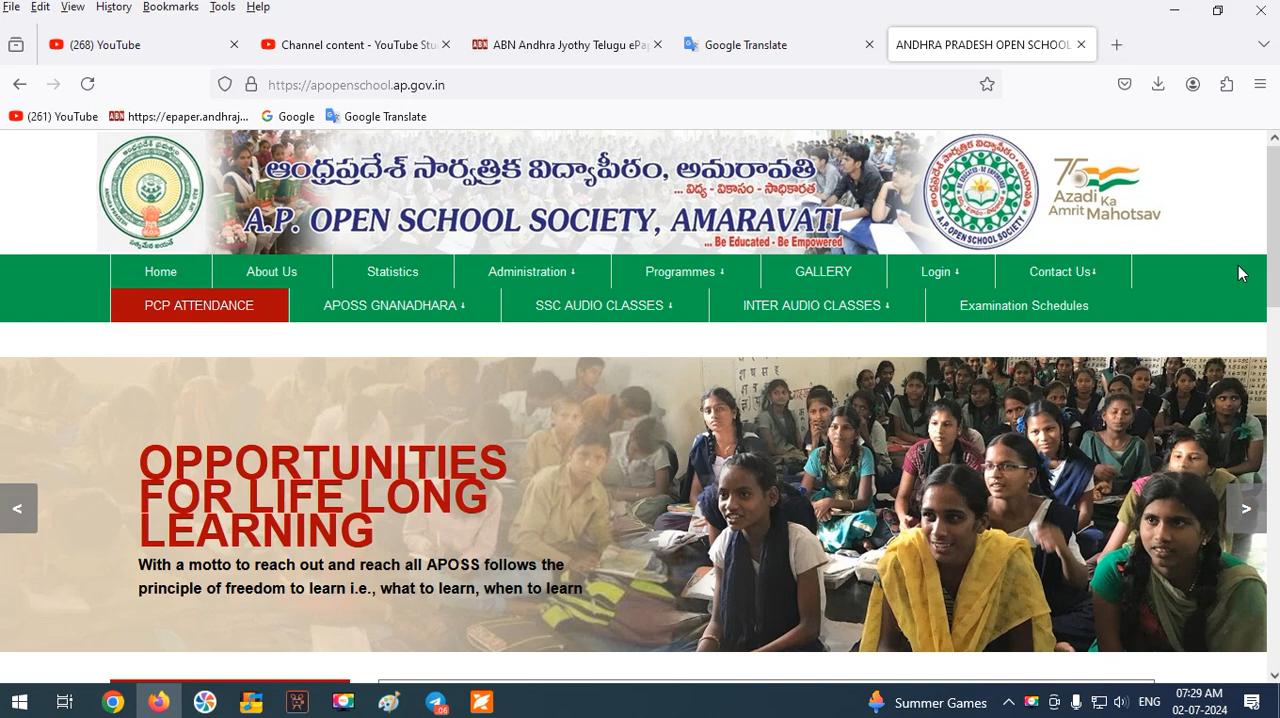 File Edit View History Bookmarks Tools Help
(268) YouTube
Channel content - YouTube Stu
ABN Andhra Jyothy Telugu ePa
Google Translate
ANDHRA PRADESH OPEN SCHOOL
https://apopenschool.ap.gov.in
(261) YouTube
ABN https://epaper.andhraj...
Google
Google Translate
ఆంధ్రప్రదేశ్ సార్వత్రిక విద్యాపీఠం, అమరావతి
... విద్య - వికాసం - సాధికారత
A.P. OPEN SCHOOL SOCIETY, AMARAVATI
... Be Educated - Be Empowered
75 Azadi Ka
Amrit Mahotsav
Home About Us Statistics Administration Programmes GALLERY Login Contact Us
PCP ATTENDANCE APOSS GNANADHARA SSC AUDIO CLASSES INTER AUDIO CLASSES Examination Schedules
OPPORTUNITIES
FOR LIFE LONG
LEARNING
With a motto to reach out and reach all APOSS follows the
principle of freedom to learn i.e., what to learn, when to learn
< >
Summer Games
ENG
07:29 AM
02-07-2024